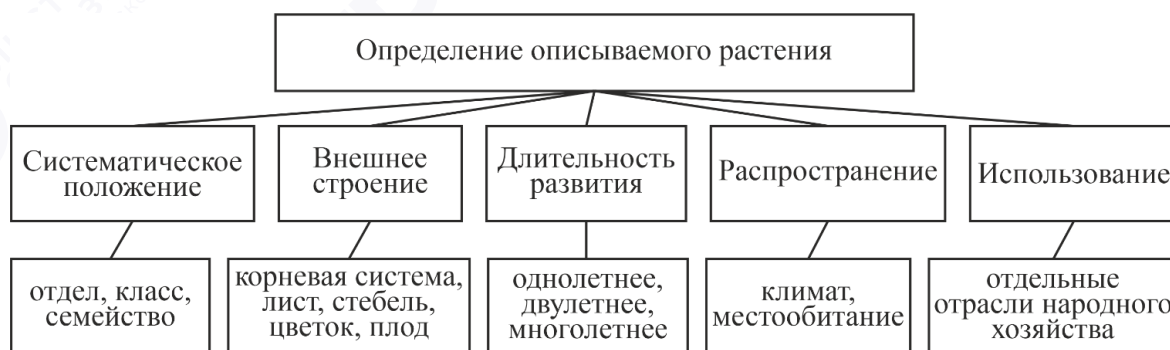 Определение описываемого растения
Систематическое
положение
Внешнее
строение
Длительность
развития
Распространение
Использование
отдел, класс,
семейство
корневая система,
лист, стебель,
цветок, плод
однолетнее,
двулетнее,
многолетнее
климат,
местообитание
отдельные
отрасли народного
хозяйства